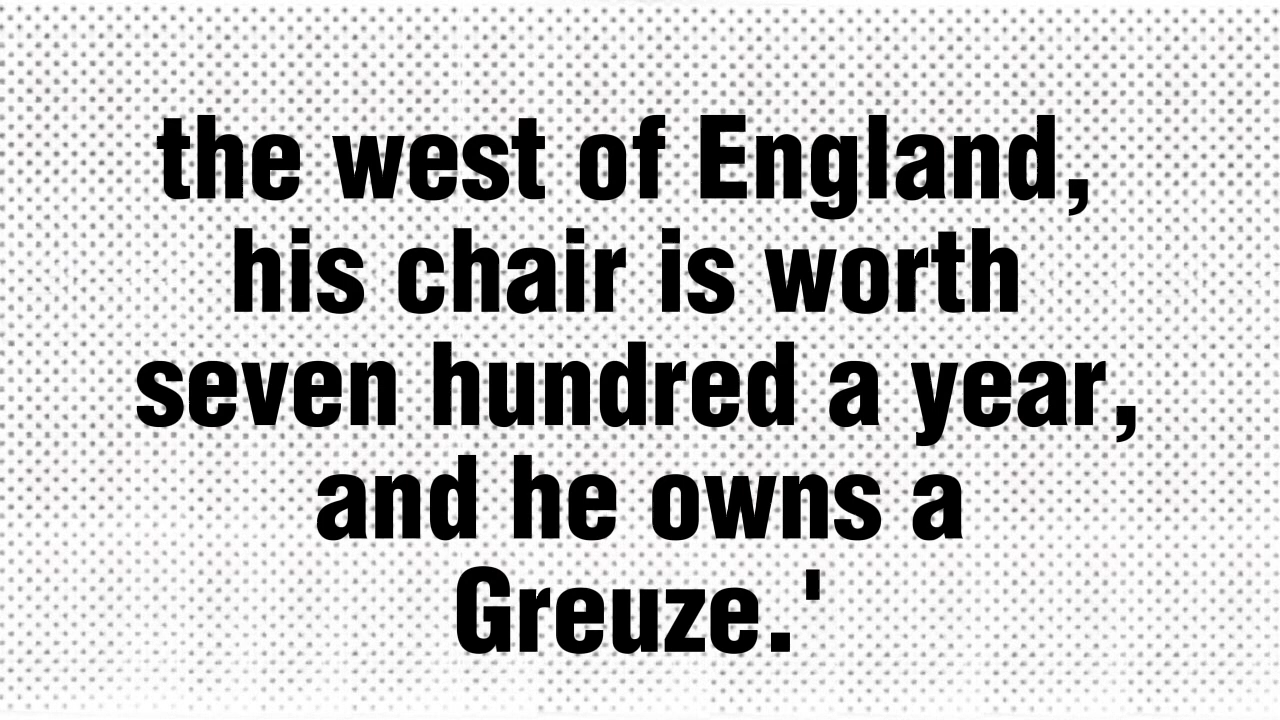 the west of England,
his chair is worth
seven hundred a year,
and he owns a
Greuze.'